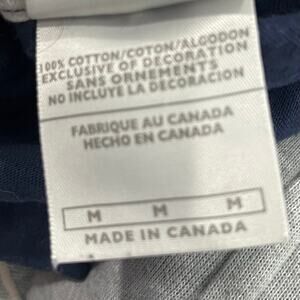 100% COTTON/COTON/ALGODON
EXCLUSIVE OF DECORATION
SANS ORNEMENTS
NO INCLUYE LA DECORACION
FABRIQUE AU CANADA
HECHO EN CANADA
M M M
MADE IN CANADA